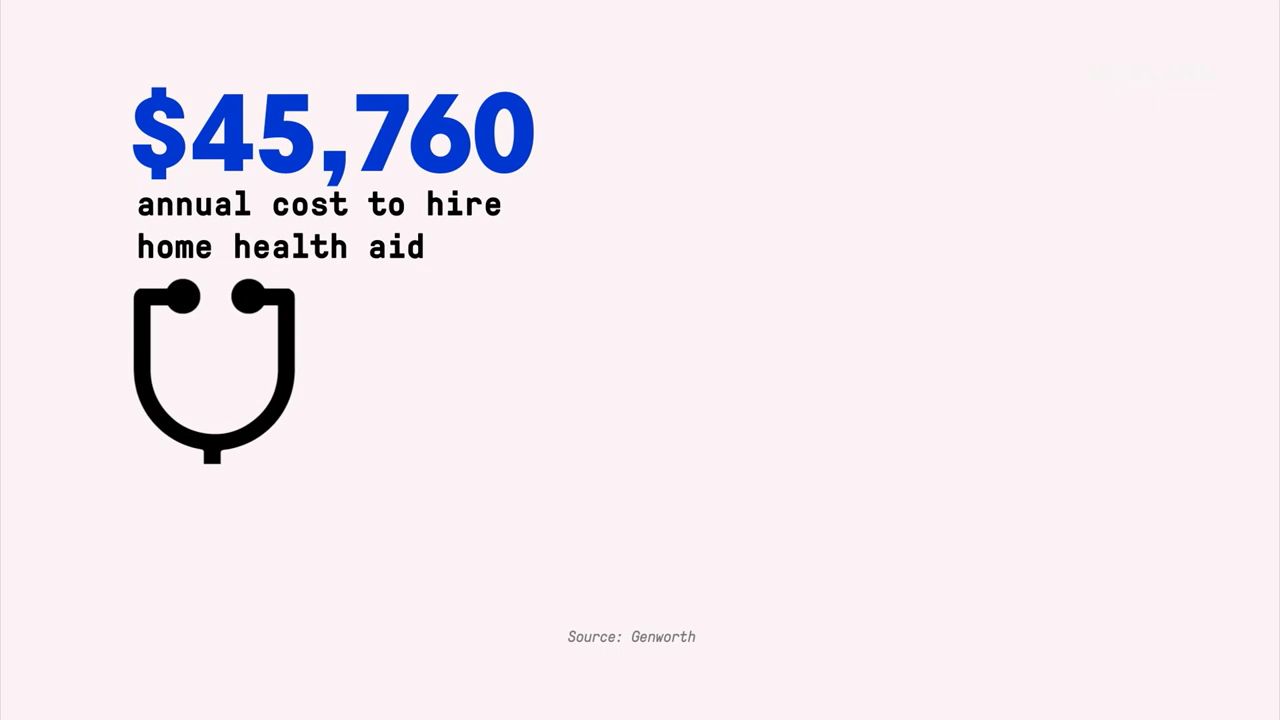 $45,760
annual cost to hire
home health aid
Source: Genworth